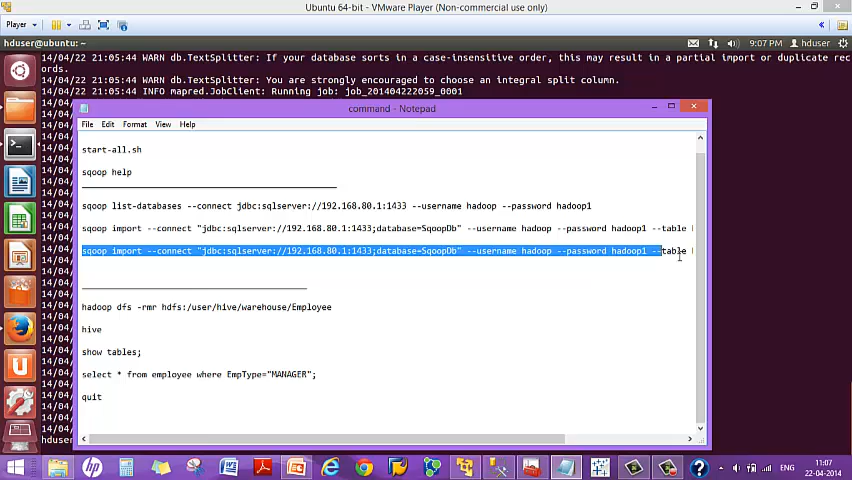 Ubuntu 64-bit - VMware Player (Non-commercial use only)
Player
hduser@ubuntu: ~
9:07 PM
hduser
14/04/22 21:05:44 WARN db.TextSplitter: If your database sorts in a case-insensitive order, this may result in a partial import or duplicate rec
ords.
14/04/22 21:05:44 WARN db.TextSplitter: You are strongly encouraged to choose an integral split column.
14/04/22 21:05:44 INFO mapred.JobClient: Running job: job_201404222059_0001
command - Notepad
File Edit Format View Help
start-all.sh
sqoop help
sqoop list-databases --connect jdbc:sqlserver://192.168.80.1:1433 --username hadoop --password hadoop1
sqoop import --connect "jdbc:sqlserver://192.168.80.1:1433;database=SqoopDb" --username hadoop --password hadoop1 --table
sqoop import --connect "jdbc:sqlserver://192.168.80.1:1433;database=SqoopDb" --username hadoop --password hadoop1 --table
hadoop dfs -rmr hdfs:/user/hive/warehouse/Employee
hive
show tables;
select * from employee where EmpType="MANAGER";
quit
ENG
11:07
22-04-2014